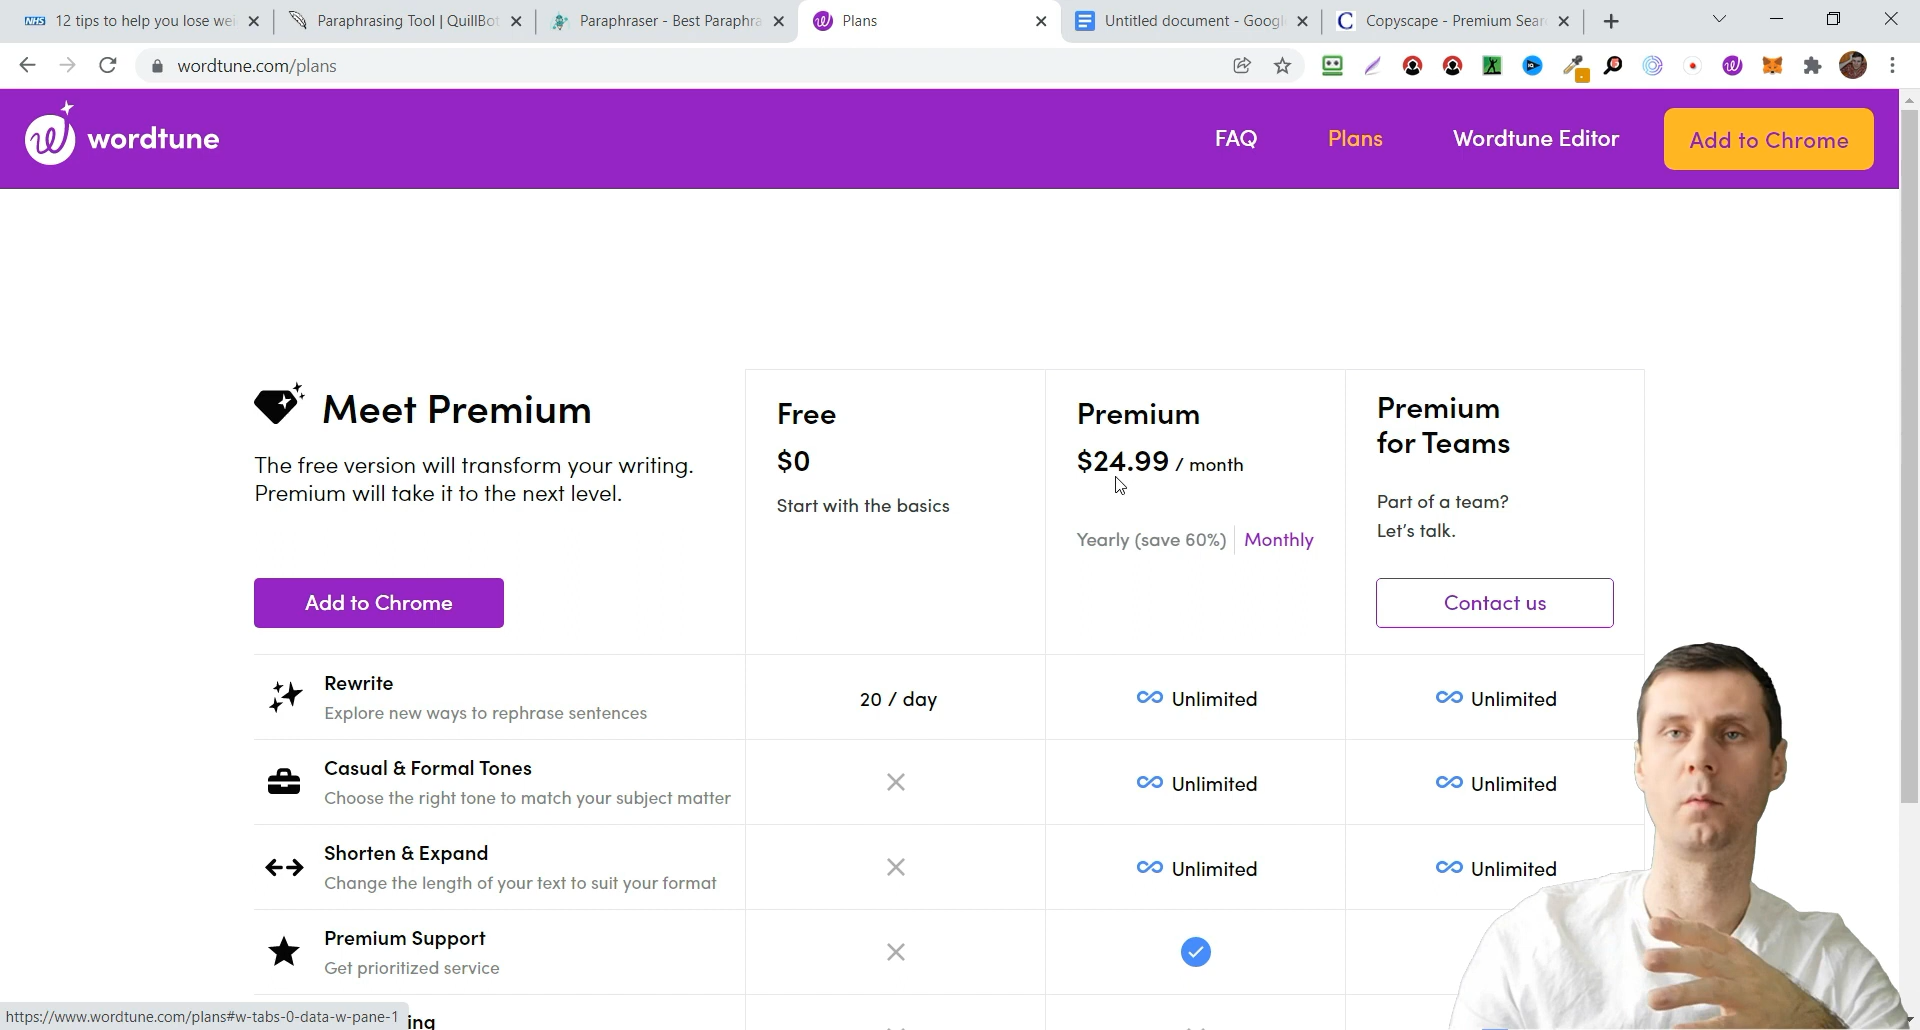 NHS 12 tips to help you lose wei
Paraphrasing Tool | QuillBot
Paraphraser - Best Paraphra
Plans
Untitled document - Googl
Copyscape - Premium Sear
wordtune.com/plans
wordtune
FAQ
Plans
Wordtune Editor
Add to Chrome
Meet Premium
The free version will transform your writing.
Premium will take it to the next level.
Add to Chrome
Free
$0
Start with the basics
Premium
$24.99 / month
Yearly (save 60%) Monthly
Premium
for Teams
Part of a team?
Let's talk.
Contact us
Rewrite
Explore new ways to rephrase sentences
20 / day
Unlimited
Unlimited
Casual & Formal Tones
Choose the right tone to match your subject matter
Unlimited
Unlimited
Shorten & Expand
Change the length of your text to suit your format
Unlimited
Unlimited
Premium Support
Get prioritized service
https://www.wordtune.com/plans#w-tabs-0-data-w-pane-1
ing